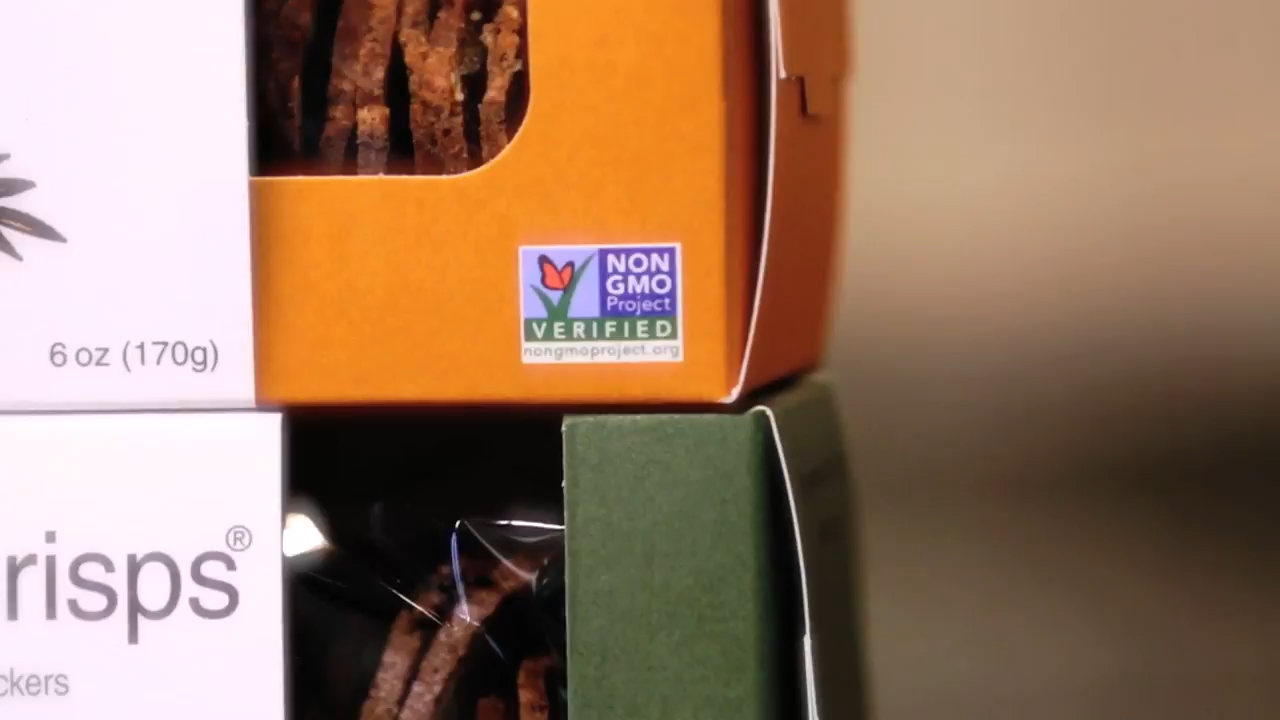 6 oz (170g)
NON
GMO
Project
VERIFIED
nongmoproject.org
risps®
ckers